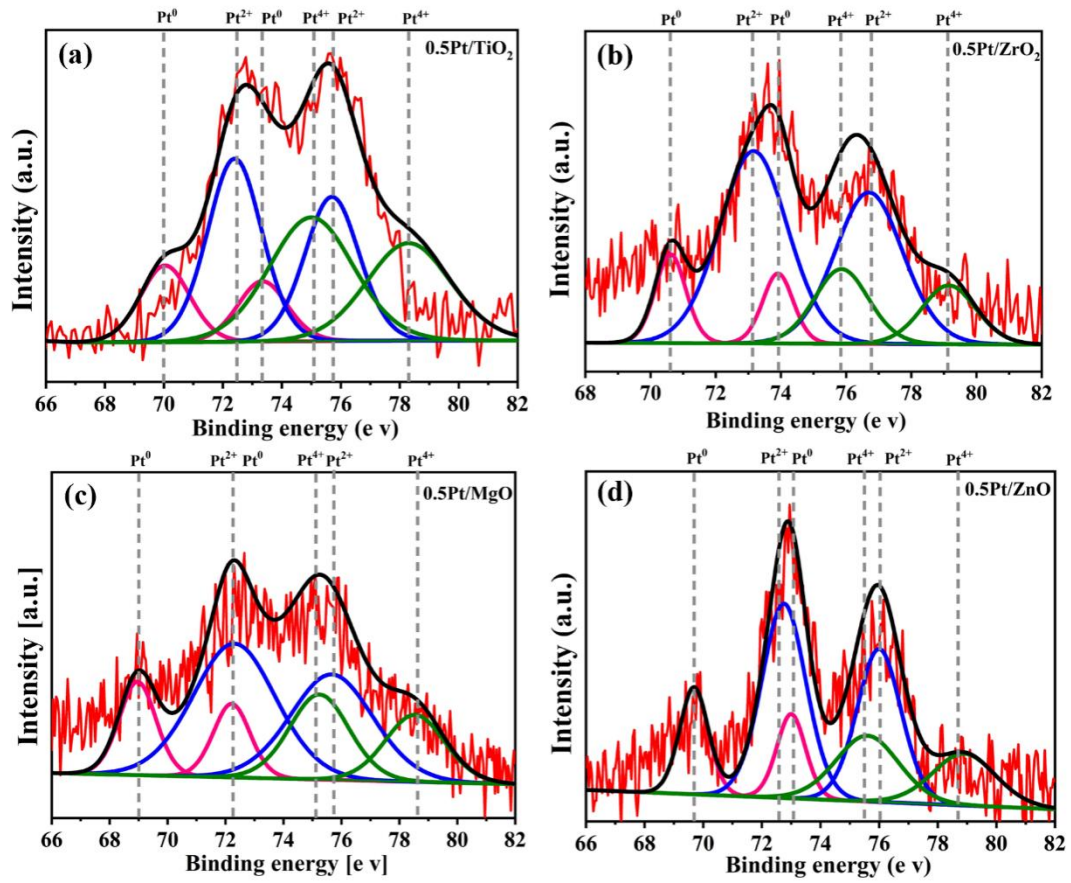 Pt⁰ Pt²⁺ Pt⁰ Pt⁴⁺ Pt²⁺ Pt⁴⁺
(a)
0.5Pt/TiO₂
Intensity (a.u.)
66 68 70 72 74 76 78 80 82
Binding energy (e v)
Pt⁰ Pt²⁺ Pt⁰ Pt⁴⁺ Pt²⁺ Pt⁴⁺
(b)
0.5Pt/ZrO₂
Intensity (a.u.)
68 70 72 74 76 78 80 82
Binding energy (e v)
Pt⁰ Pt²⁺ Pt⁰ Pt⁴⁺ Pt²⁺ Pt⁴⁺
(c)
0.5Pt/MgO
Intensity [a.u.]
66 68 70 72 74 76 78 80 82
Binding energy [e v]
Pt⁰ Pt²⁺ Pt⁰ Pt⁴⁺ Pt²⁺ Pt⁴⁺
(d)
0.5Pt/ZnO
Intensity (a.u.)
66 68 70 72 74 76 78 80 82
Binding energy (e v)